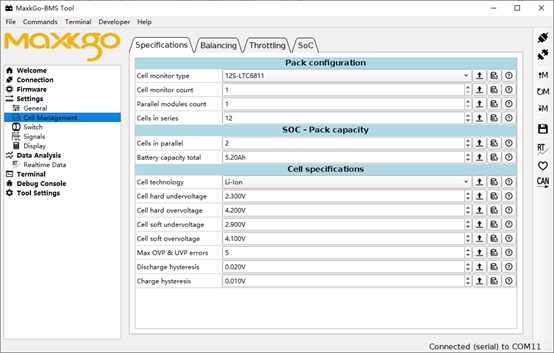 MaxkGo-BMS Tool
File Commands Terminal Developer Help
maxkgo
Welcome
Connection
Firmware
Settings
General
Cell Management
Switch
Signals
Display
Data Analysis
Realtime Data
Terminal
Debug Console
Tool Settings
Specifications Balancing Throttling SoC
Pack configuration
Cell monitor type 12S-LTC6811
Cell monitor count 1
Parallel modules count 1
Cells in series 12
SOC - Pack capacity
Cells in parallel 2
Battery capacity total 5.20Ah
Cell specifications
Cell technology Li-Ion
Cell hard undervoltage 2.300V
Cell hard overvoltage 4.200V
Cell soft undervoltage 2.900V
Cell soft overvoltage 4.100V
Max OVP & UVP errors 5
Discharge hysteresis 0.020V
Charge hysteresis 0.010V
M
M
M
RT
CAN
Connected (serial) to COM11